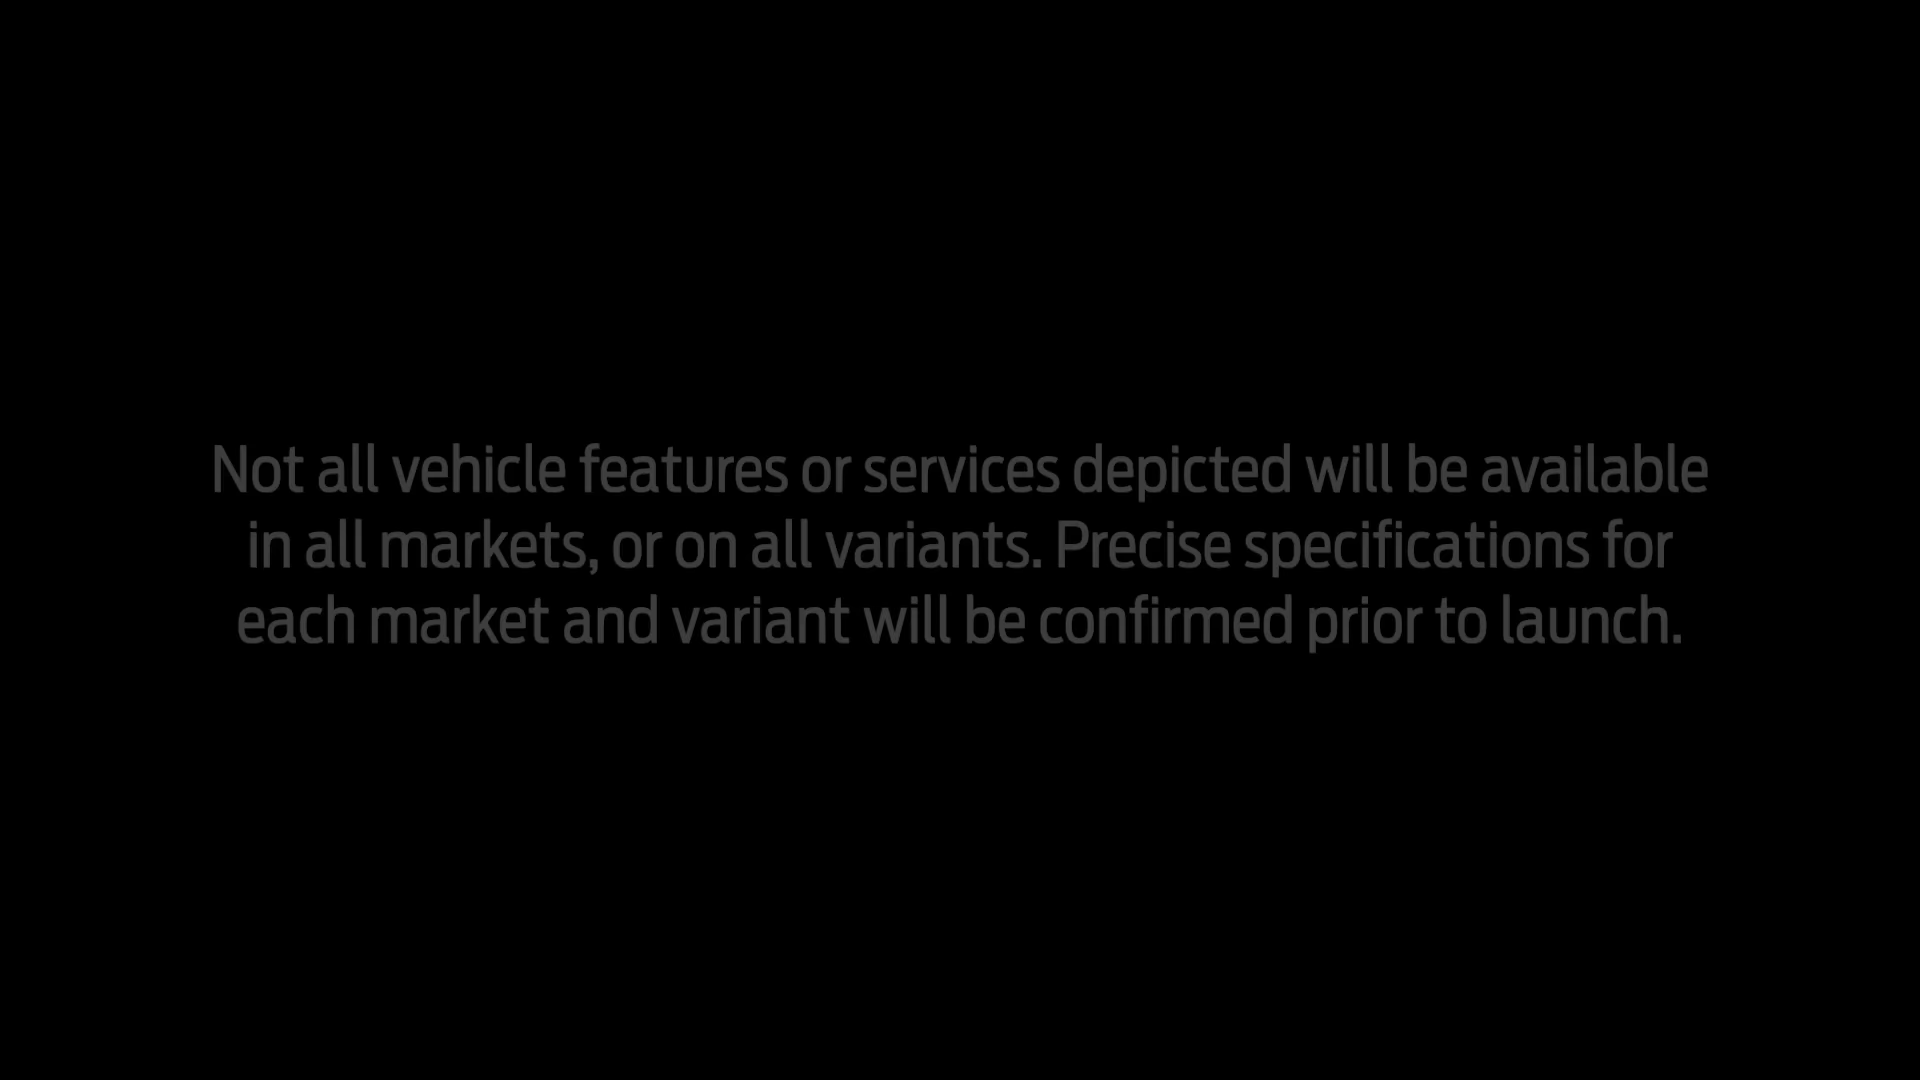 Not all vehicle features or services depicted will be available
in all markets, or on all variants. Precise specifications for
each market and variant will be confirmed prior to launch.